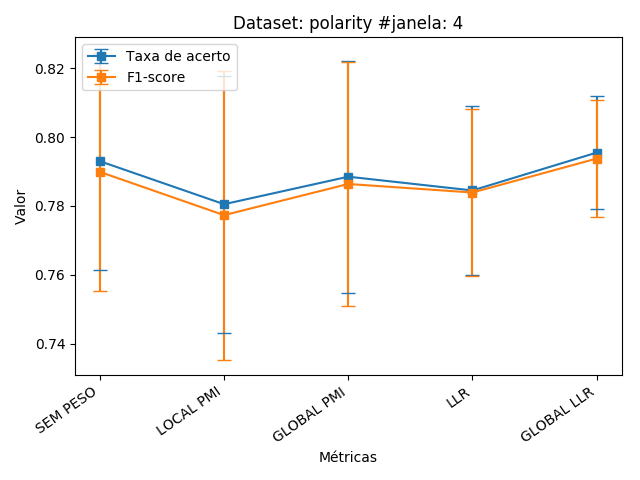 Dataset: polarity #janela: 4
Taxa de acerto
F1-score
Valor
0.82
0.80
0.78
0.76
0.74
SEM PESO
LOCAL PMI
GLOBAL PMI
LLR
GLOBAL LLR
Métricas